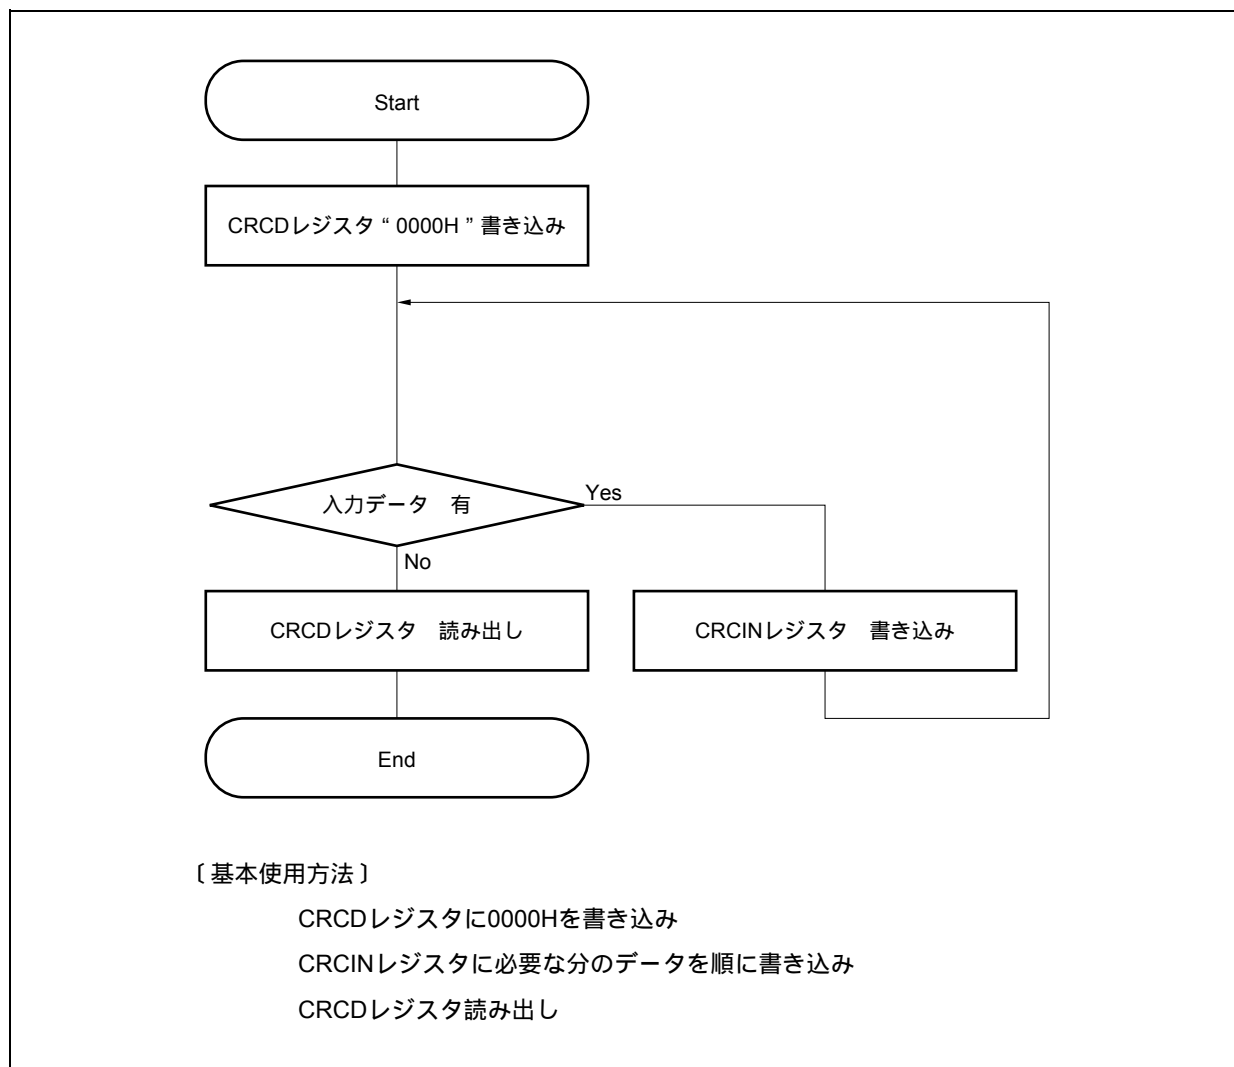 Start
CRCDレジスタ“0000H”書き込み
入力データ　有
Yes
No
CRCDレジスタ　読み出し
CRCINレジスタ　書き込み
End
〔基本使用方法〕
CRCDレジスタに0000Hを書き込み
CRCINレジスタに必要な分のデータを順に書き込み
CRCDレジスタ読み出し